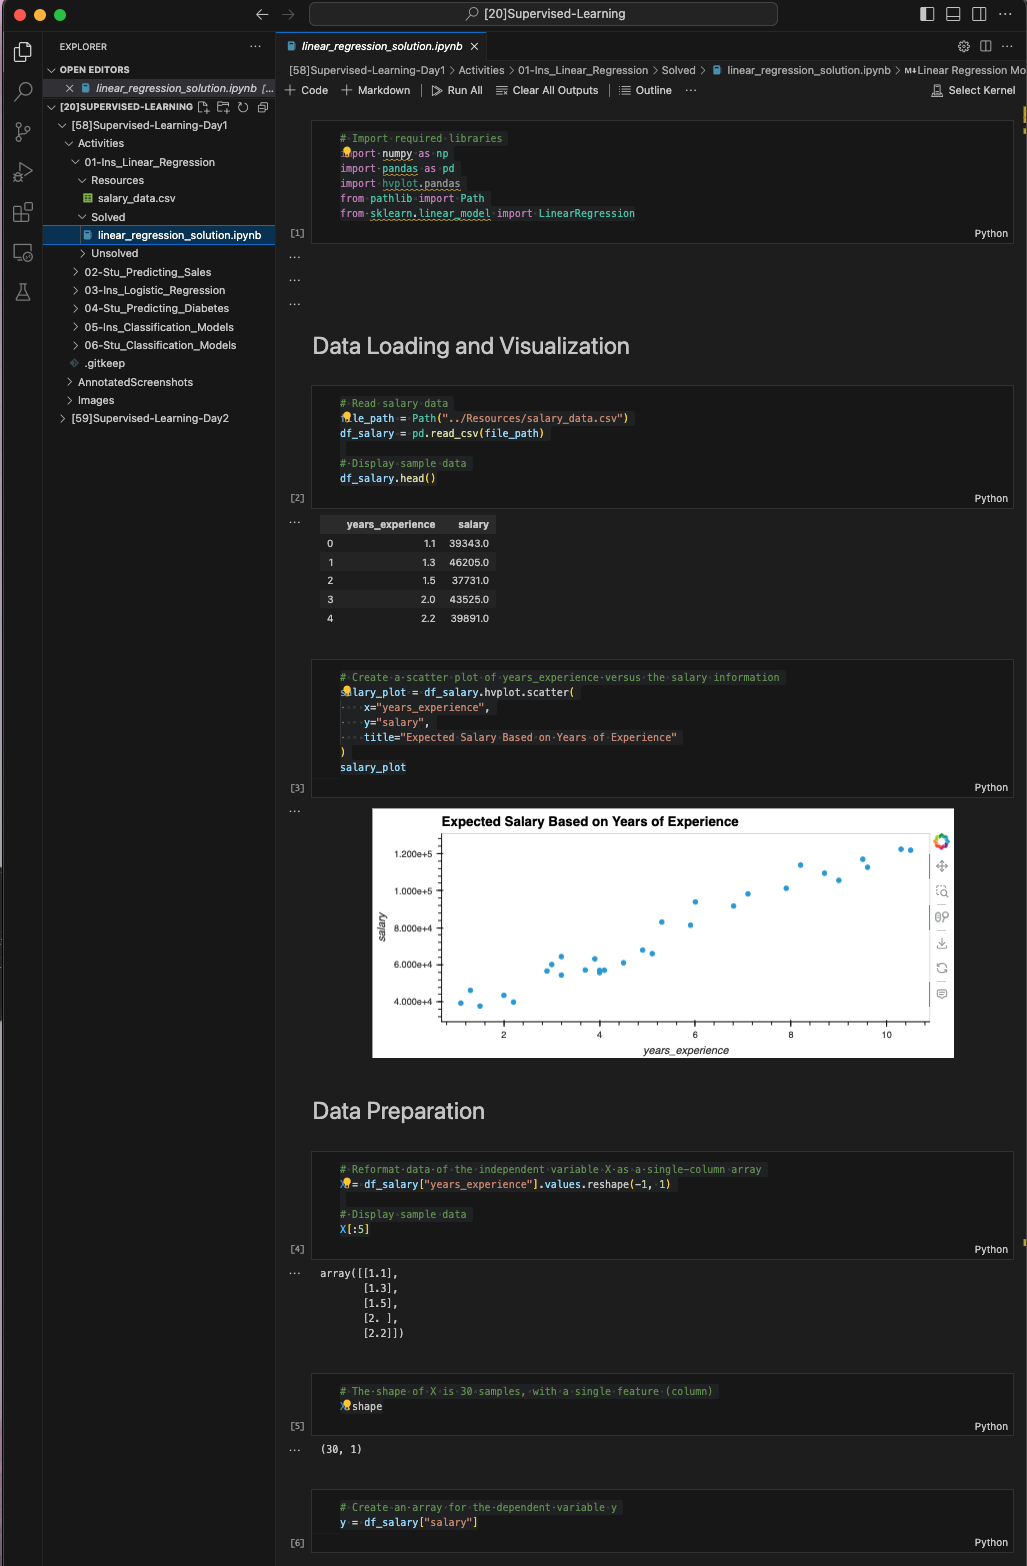 [20]Supervised-Learning
EXPLORER
OPEN EDITORS
linear_regression_solution.ipynb [...
[20]SUPERVISED-LEARNING
[58]Supervised-Learning-Day1
Activities
01-Ins_Linear_Regression
Resources
salary_data.csv
Solved
linear_regression_solution.ipynb
Unsolved
02-Stu_Predicting_Sales
03-Ins_Logistic_Regression
04-Stu_Predicting_Diabetes
05-Ins_Classification_Models
06-Stu_Classification_Models
.gitkeep
AnnotatedScreenshots
Images
[59]Supervised-Learning-Day2
linear_regression_solution.ipynb
[58]Supervised-Learning-Day1 > Activities > 01-Ins_Linear_Regression > Solved > linear_regression_solution.ipynb > M↓Linear Regression Mo
+ Code + Markdown Run All Clear All Outputs Outline ... Select Kernel
# Import required libraries
import numpy as np
import pandas as pd
import hvplot.pandas
from pathlib import Path
from sklearn.linear_model import LinearRegression
[1] Python
...
...
...
Data Loading and Visualization
# Read salary data
file_path = Path("../Resources/salary_data.csv")
df_salary = pd.read_csv(file_path)
# Display sample data
df_salary.head()
[2] Python
...
years_experience salary
0 1.1 39343.0
1 1.3 46205.0
2 1.5 37731.0
3 2.0 43525.0
4 2.2 39891.0
# Create a scatter plot of years_experience versus the salary information
salary_plot = df_salary.hvplot.scatter(
x="years_experience",
y="salary",
title="Expected Salary Based on Years of Experience"
)
salary_plot
[3] Python
...
Expected Salary Based on Years of Experience
1.200e+5
1.000e+5
8.000e+4
6.000e+4
4.000e+4
salary
2 4 6 8 10
years_experience
Data Preparation
# Reformat data of the independent variable X as a single-column array
X = df_salary["years_experience"].values.reshape(-1, 1)
# Display sample data
X[:5]
[4] Python
...
array([[1.1],
[1.3],
[1.5],
[2. ],
[2.2]])
# The shape of X is 30 samples, with a single feature (column)
X.shape
[5] Python
...
(30, 1)
# Create an array for the dependent variable y
y = df_salary["salary"]
[6] Python